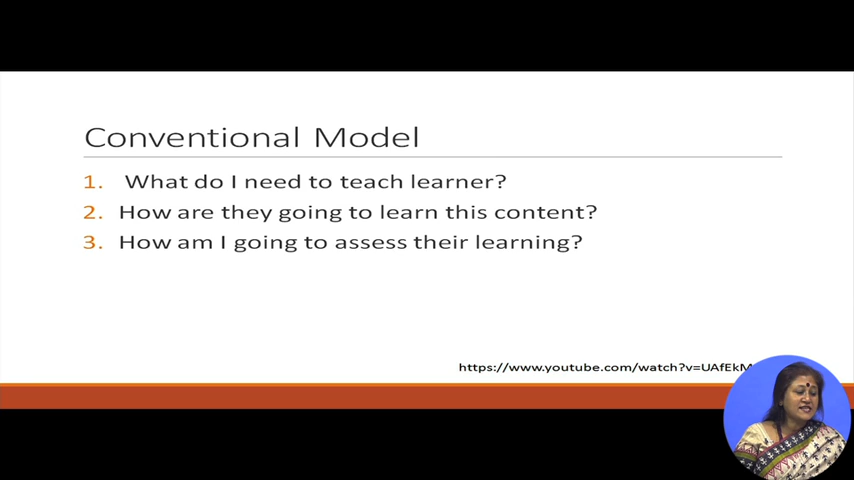 Conventional Model
1. What do I need to teach learner?
2. How are they going to learn this content?
3. How am I going to assess their learning?
https://www.youtube.com/watch?v=UAfEkM